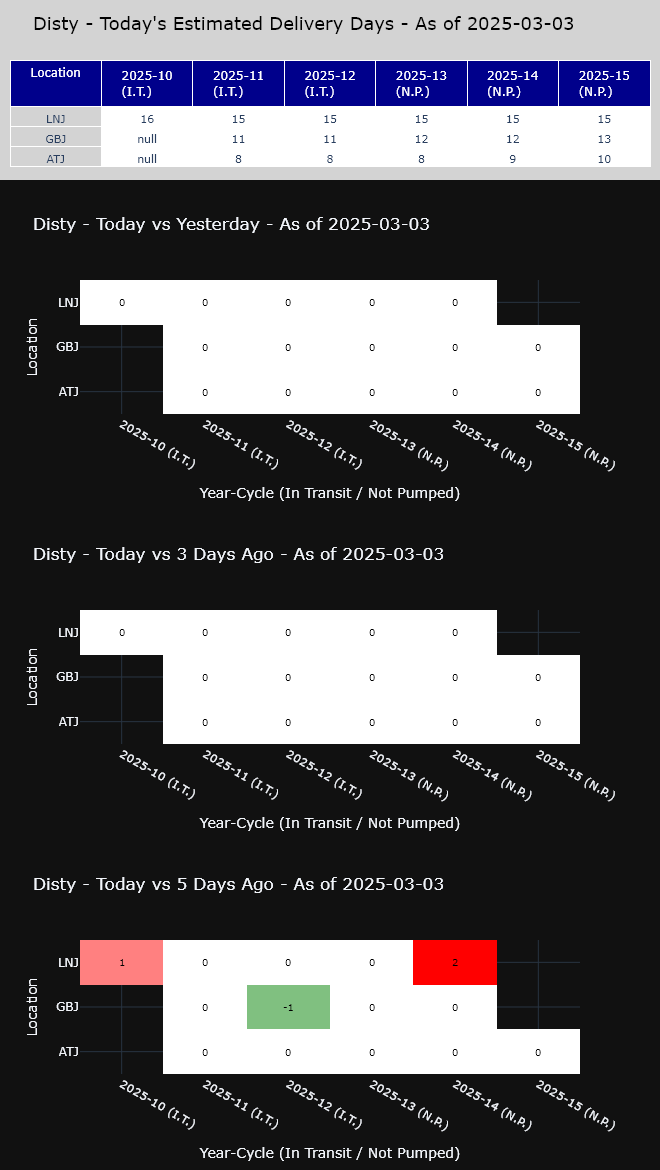 Disty - Today's Estimated Delivery Days - As of 2025-03-03
Location 2025-10 (I.T.) 2025-11 (I.T.) 2025-12 (I.T.) 2025-13 (N.P.) 2025-14 (N.P.) 2025-15 (N.P.)
LNJ 16 15 15 15 15 15
GBJ null 11 11 12 12 13
ATJ null 8 8 8 9 10
Disty - Today vs Yesterday - As of 2025-03-03
Location
LNJ 0 0 0 0 0
GBJ 0 0 0 0 0
ATJ 0 0 0 0 0
2025-10 (I.T.) 2025-11 (I.T.) 2025-12 (I.T.) 2025-13 (N.P.) 2025-14 (N.P.) 2025-15 (N.P.)
Year-Cycle (In Transit / Not Pumped)
Disty - Today vs 3 Days Ago - As of 2025-03-03
Location
LNJ 0 0 0 0 0
GBJ 0 0 0 0 0
ATJ 0 0 0 0 0
2025-10 (I.T.) 2025-11 (I.T.) 2025-12 (I.T.) 2025-13 (N.P.) 2025-14 (N.P.) 2025-15 (N.P.)
Year-Cycle (In Transit / Not Pumped)
Disty - Today vs 5 Days Ago - As of 2025-03-03
Location
LNJ 1 0 0 0 2
GBJ 0 -1 0 0
ATJ 0 0 0 0 0
2025-10 (I.T.) 2025-11 (I.T.) 2025-12 (I.T.) 2025-13 (N.P.) 2025-14 (N.P.) 2025-15 (N.P.)
Year-Cycle (In Transit / Not Pumped)